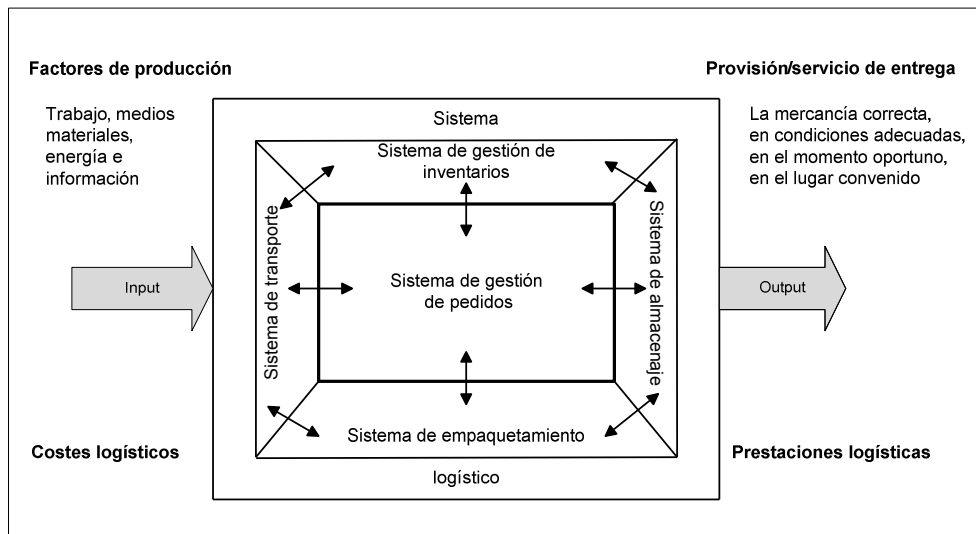 Factores de producción
Trabajo, medios
materiales,
energía e
información
Input
Costes logísticos
Sistema
Sistema de gestión de
inventarios
Sistema de transporte
Sistema de gestión
de pedidos
Sistema de almacenaje
Sistema de empaquetamiento
logístico
Provisión/servicio de entrega
La mercancía correcta,
en condiciones adecuadas,
en el momento oportuno,
en el lugar convenido
Output
Prestaciones logísticas